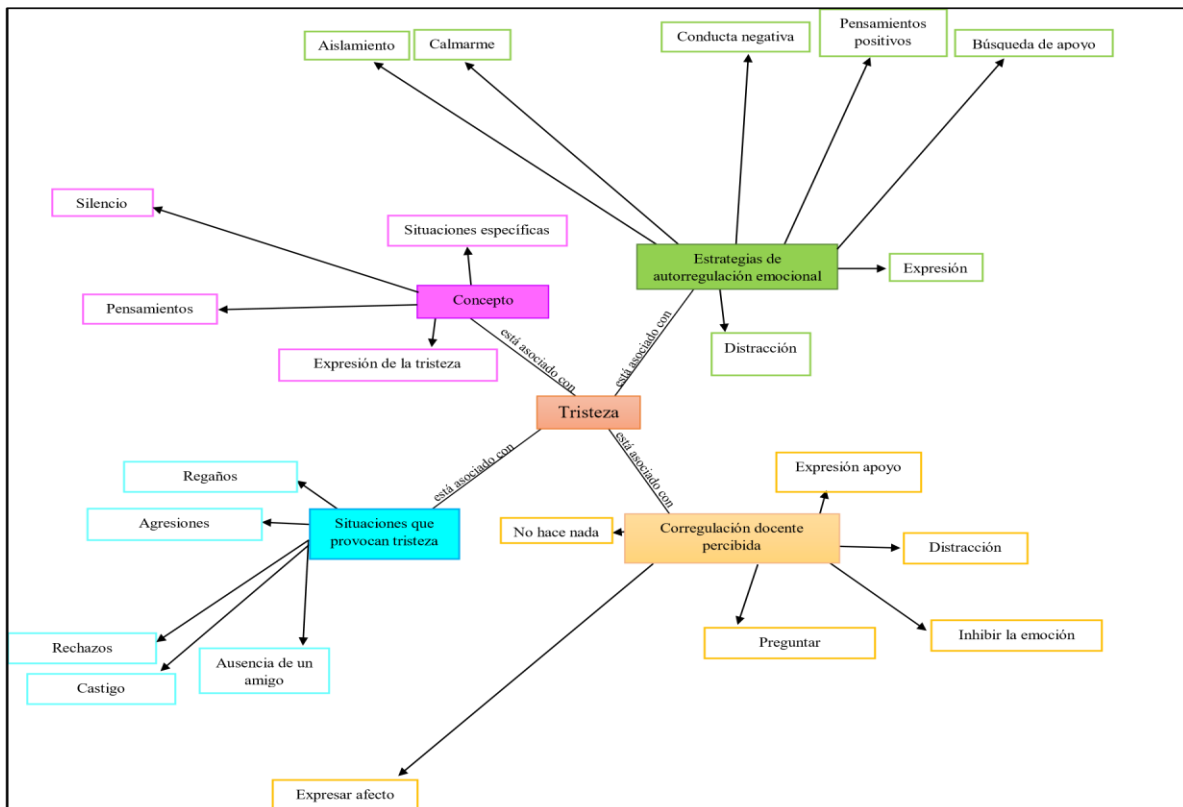 Aislamiento
Calmarme
Conducta negativa
Pensamientos
positivos
Búsqueda de apoyo
Silencio
Situaciones específicas
Estrategias de
autorregulación emocional
Expresión
Concepto
Pensamientos
Expresión de la tristeza
Distracción
está asociado con
está asociado con
Tristeza
está asociado con
está asociado con
Regaños
Agresiones
Situaciones que
provocan tristeza
Rechazos
Castigo
Ausencia de un
amigo
Expresión apoyo
No hace nada
Corregulación docente
percibida
Distracción
Preguntar
Inhibir la emoción
Expresar afecto